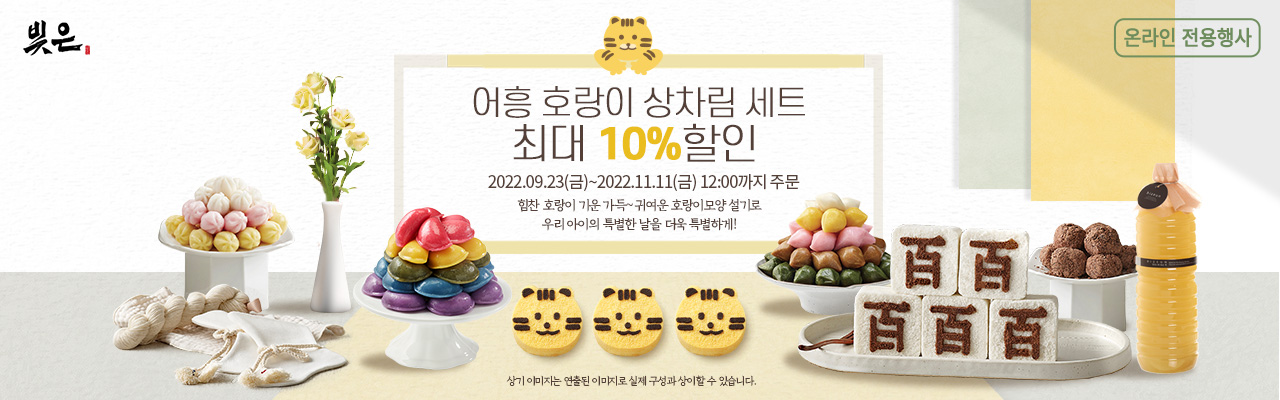 빚은
온라인 전용행사
어흥 호랑이 상차림 세트
최대 10%할인
2022.09.23(금)~2022.11.11(금) 12:00까지 주문
힘찬 호랑이 기운 가득~ 귀여운 호랑이모양 설기로
우리 아이의 특별한 날을 더욱 특별하게!
百百
百百百
상기 이미지는 연출된 이미지로 실제 구성과 상이할 수 있습니다.